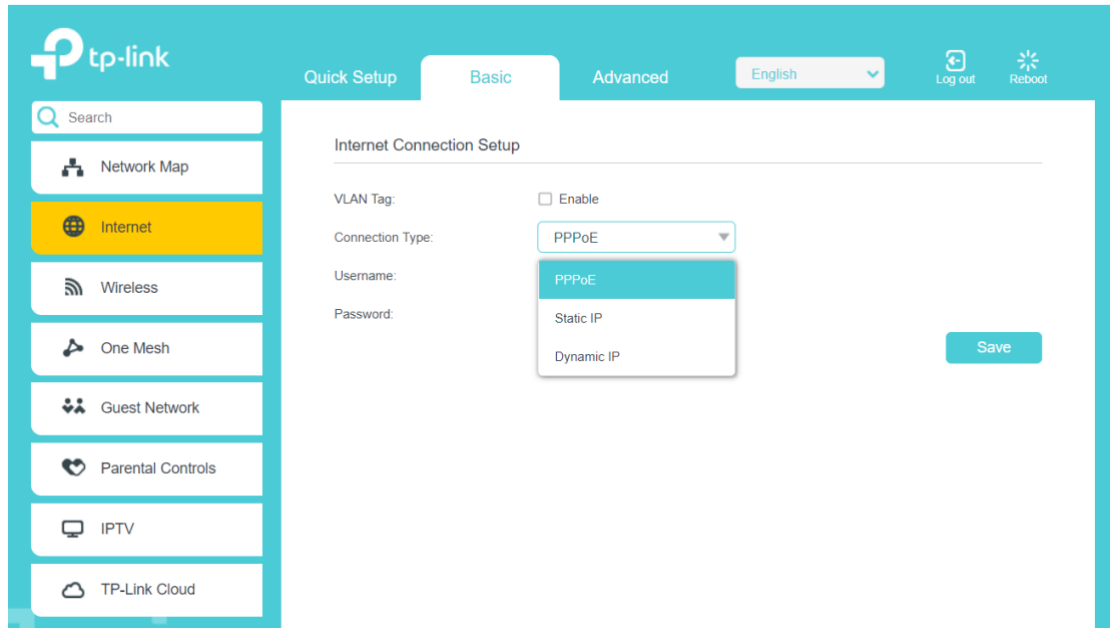 tp-link
Quick Setup Basic Advanced English Log out Reboot
Search
Network Map
Internet
Wireless
One Mesh
Guest Network
Parental Controls
IPTV
TP-Link Cloud
Internet Connection Setup
VLAN Tag: Enable
Connection Type: PPPoE
Username: PPPoE
Password: Static IP
Dynamic IP
Save